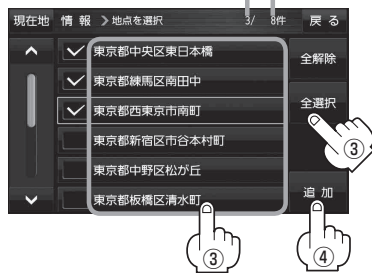 現在地 情報 ＞地点を選択 3/ 8件 戻る
東京都中央区東日本橋
全解除
東京都練馬区南田中
東京都西東京市南町
全選択
③
東京都新宿区市谷本村町
東京都中野区松が丘
東京都板橋区清水町
追加
③
④